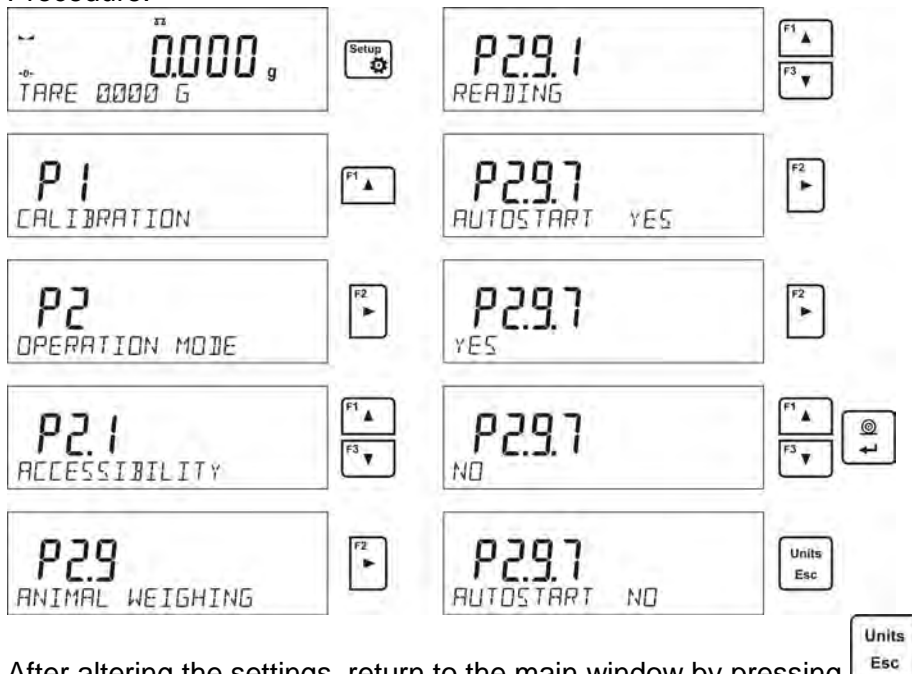 Procedure:
0.000 g
-0-
TARE 0.000 G
Setup
P1
CALIBRATION
F1
P2
OPERATION MODE
F2
P2.1
ACCESSIBILITY
F1
F3
P2.9
ANIMAL WEIGHING
F2
P2.9.1
READING
F1
F3
P2.9.7
AUTOSTART YES
F2
P2.9.7
YES
F2
P2.9.7
NO
F1
F3
P2.9.7
AUTOSTART NO
Units
Esc
After altering the settings, return to the main window by pressing
Units
Esc